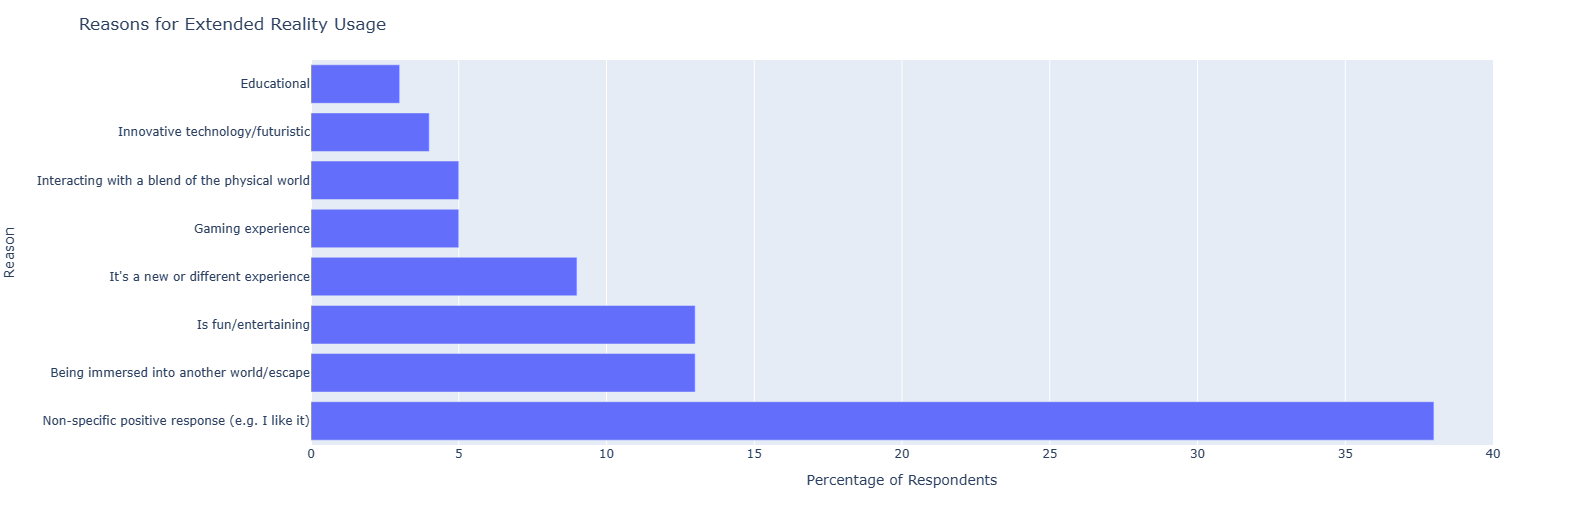 Reasons for Extended Reality Usage
Educational
Innovative technology/futuristic
Interacting with a blend of the physical world
Gaming experience
It's a new or different experience
Is fun/entertaining
Being immersed into another world/escape
Non-specific positive response (e.g. I like it)
Reason
0 5 10 15 20 25 30 35 40
Percentage of Respondents